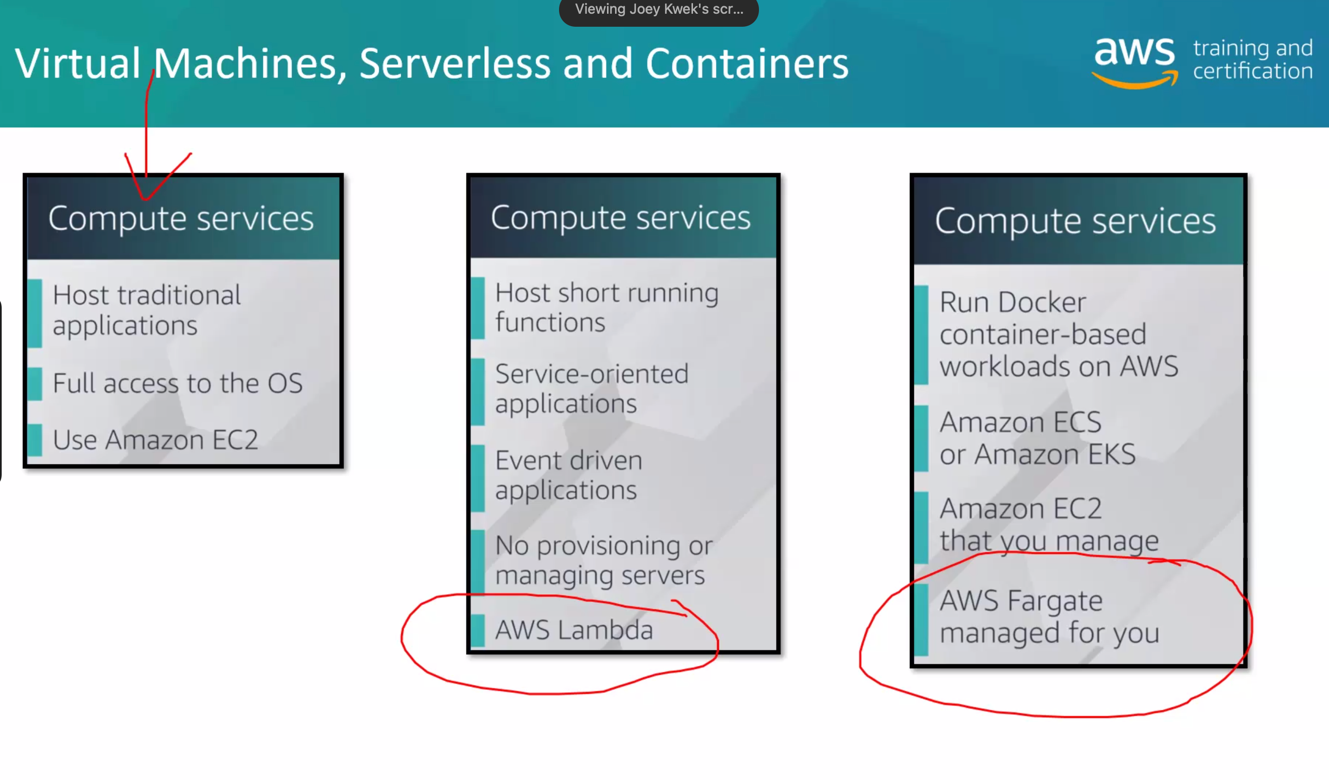 Viewing Joey Kwek's scr...
Virtual Machines, Serverless and Containers
aws training and
certification
Compute services
Host traditional
applications
Full access to the OS
Use Amazon EC2
Compute services
Host short running
functions
Service-oriented
applications
Event driven
applications
No provisioning or
managing servers
AWS Lambda
Compute services
Run Docker
container-based
workloads on AWS
Amazon ECS
or Amazon EKS
Amazon EC2
that you manage
AWS Fargate
managed for you